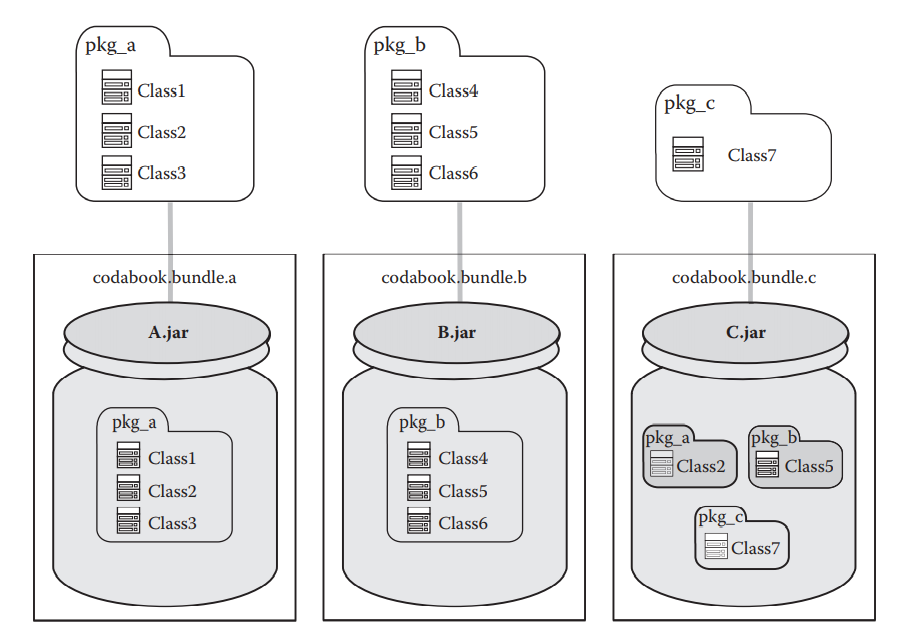 pkg_a
Class1
Class2
Class3
pkg_b
Class4
Class5
Class6
pkg_c
Class7
codabook.bundle.a
A.jar
pkg_a
Class1
Class2
Class3
codabook.bundle.b
B.jar
pkg_b
Class4
Class5
Class6
codabook.bundle.c
C.jar
pkg_a
Class2
pkg_b
Class5
pkg_c
Class7